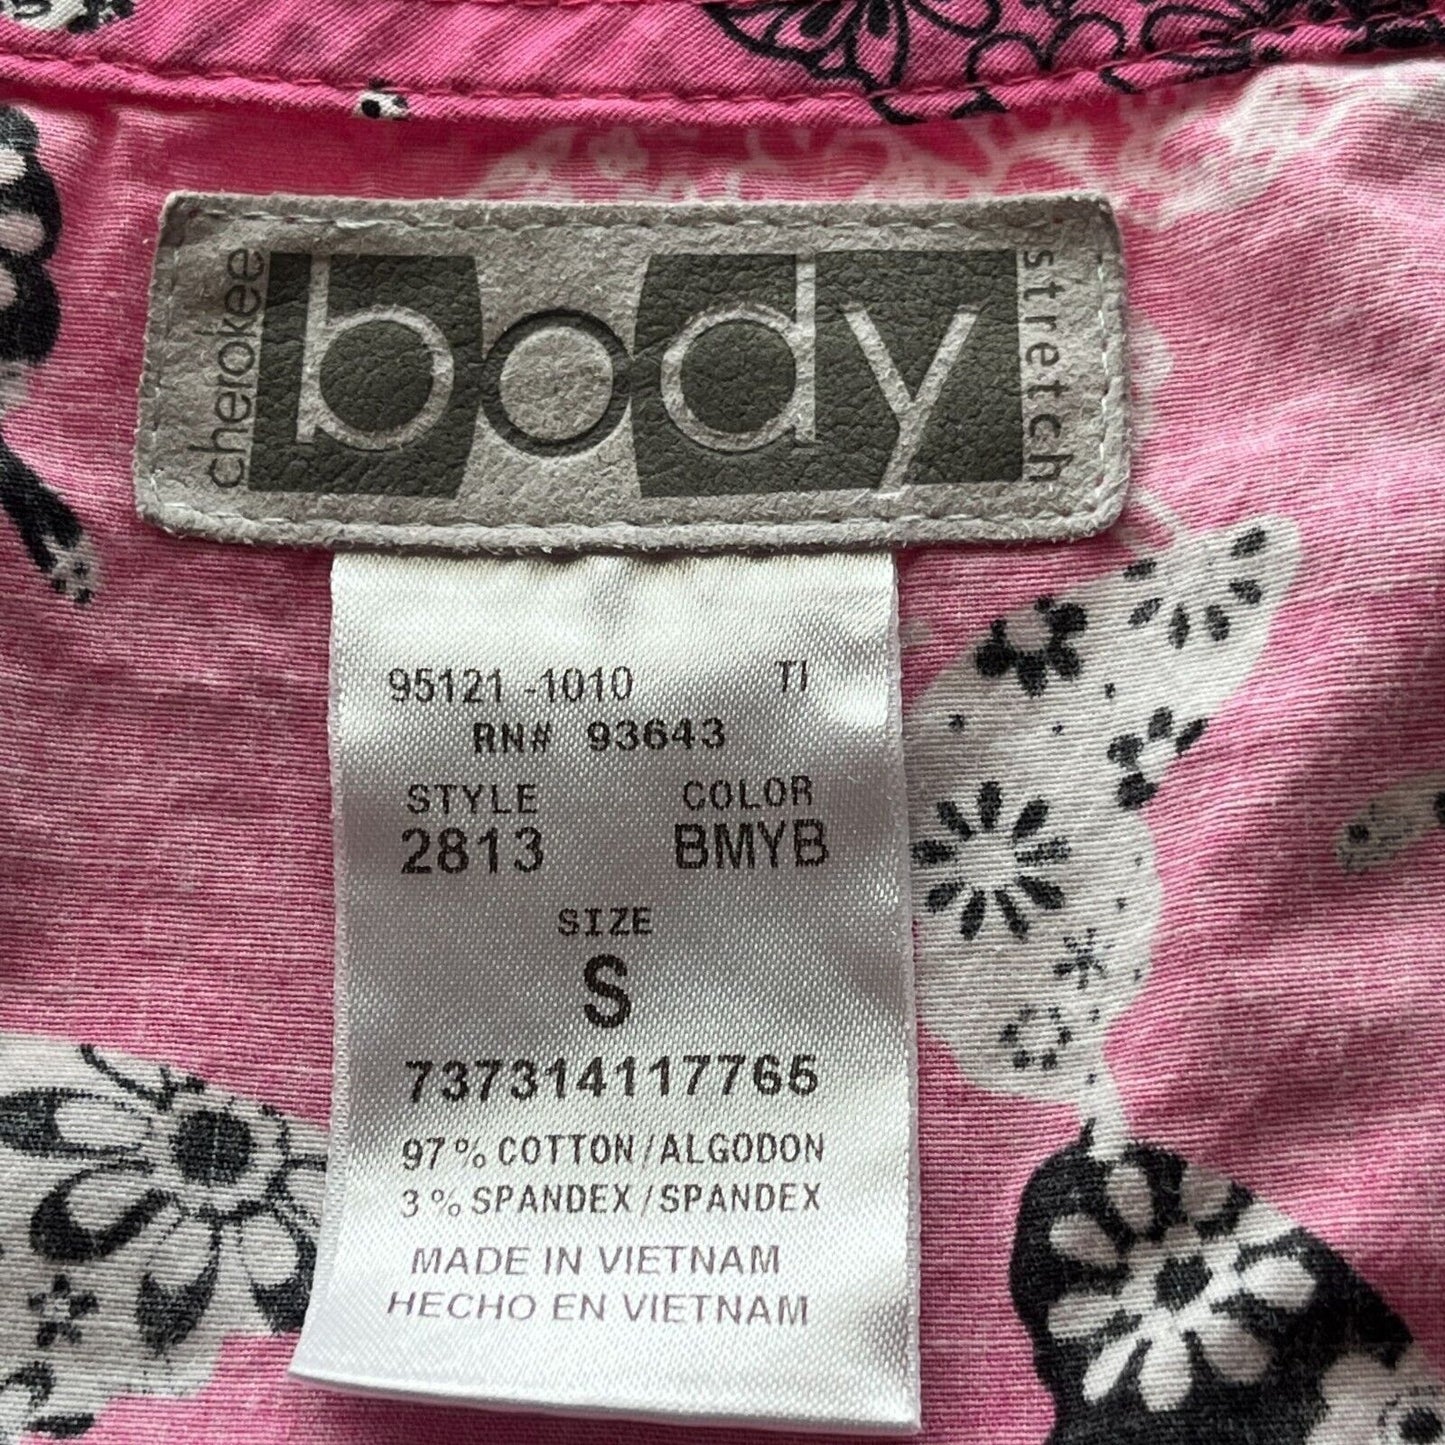 cherokee
body
stretch
95121-1010 TI
RN# 93643
STYLE COLOR
2813 BMYB
SIZE
S
737314117765
97% COTTON/ALGODON
3% SPANDEX/SPANDEX
MADE IN VIETNAM
HECHO EN VIETNAM